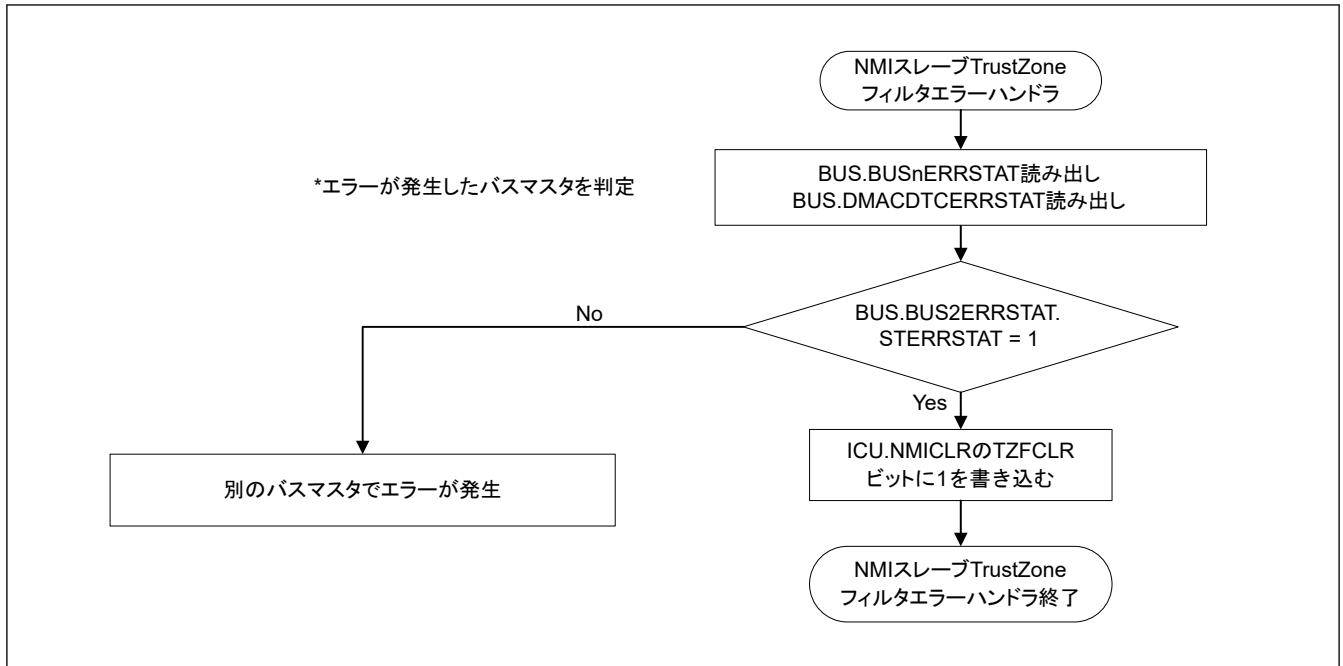 NMIスレーブTrustZone
フィルタエラーハンドラ
*エラーが発生したバスマスタを判定
BUS.BUSnERRSTAT読み出し
BUS.DMACDTCERRSTAT読み出し
BUS.BUS2ERRSTAT.
STERRSTAT = 1
No
Yes
別のバスマスタでエラーが発生
ICU.NMICLRのTZFCLR
ビットに1を書き込む
NMIスレーブTrustZone
フィルタエラーハンドラ終了